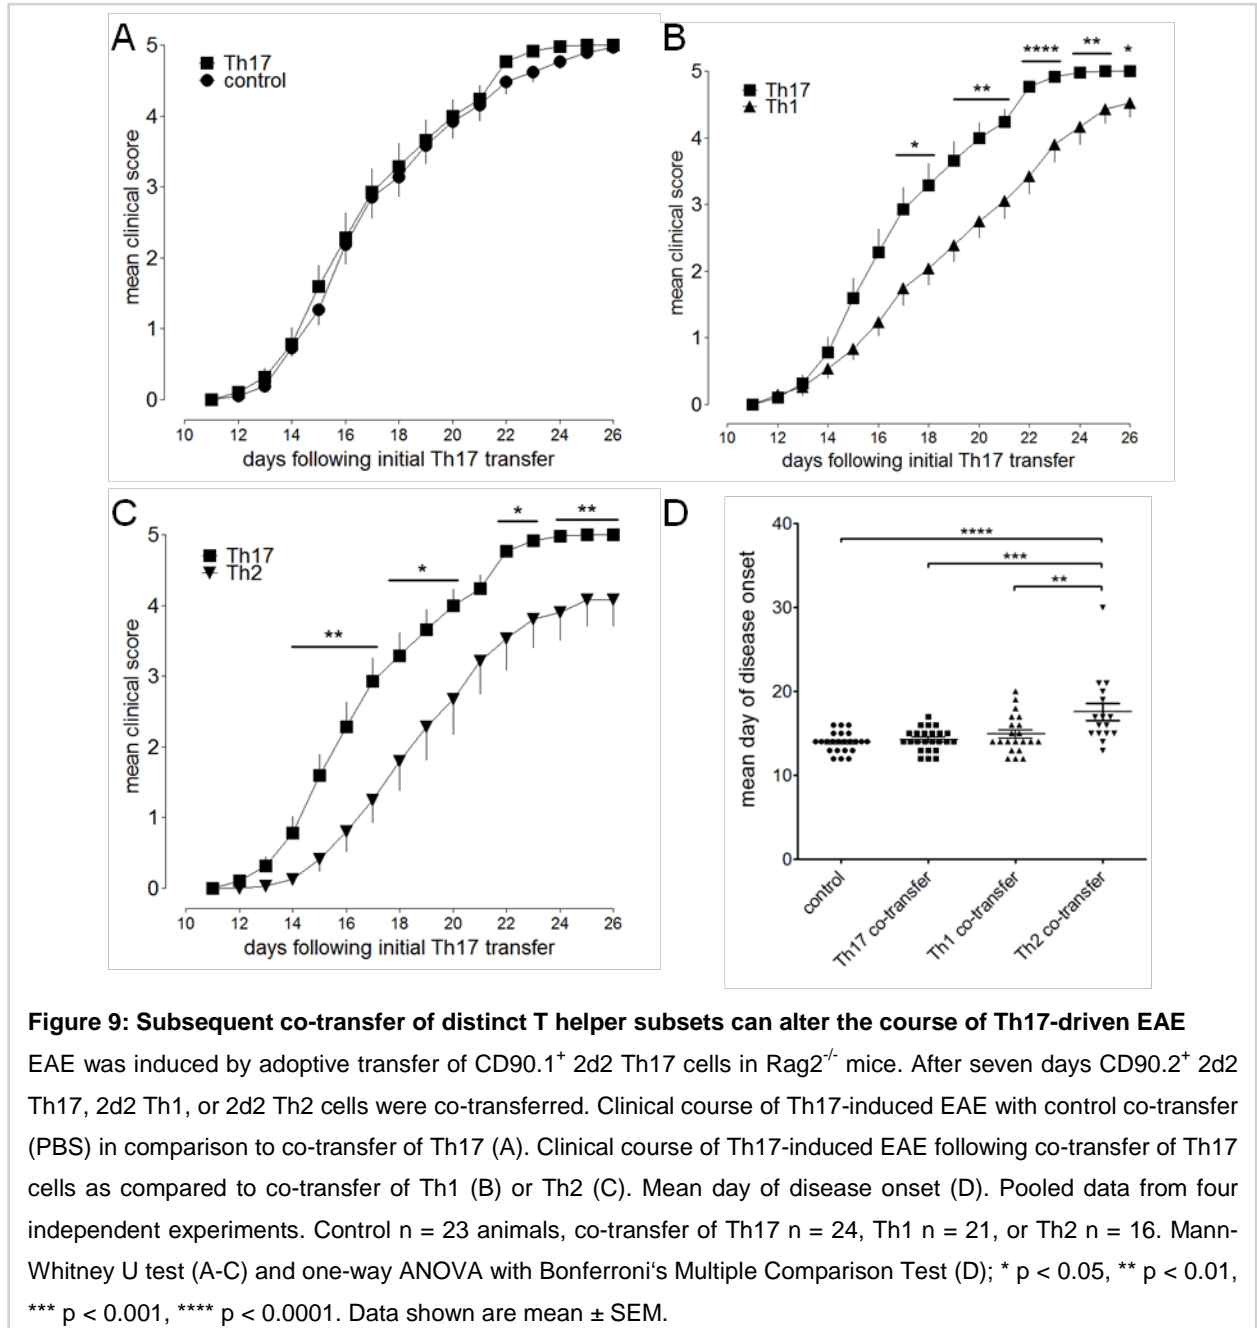 A
Th17
control
mean clinical score
5
4
3
2
1
0
10 12 14 16 18 20 22 24 26
days following initial Th17 transfer
B
**** ** *
**
*
Th17
Th1
mean clinical score
5
4
3
2
1
0
10 12 14 16 18 20 22 24 26
days following initial Th17 transfer
C
* **
*
**
Th17
Th2
mean clinical score
5
4
3
2
1
0
10 12 14 16 18 20 22 24 26
days following initial Th17 transfer
D
****
***
**
mean day of disease onset
40
30
20
10
0
control
Th17 co-transfer
Th1 co-transfer
Th2 co-transfer
Figure 9: Subsequent co-transfer of distinct T helper subsets can alter the course of Th17-driven EAE
EAE was induced by adoptive transfer of CD90.1⁺ 2d2 Th17 cells in Rag2⁻/⁻ mice. After seven days CD90.2⁺ 2d2
Th17, 2d2 Th1, or 2d2 Th2 cells were co-transferred. Clinical course of Th17-induced EAE with control co-transfer
(PBS) in comparison to co-transfer of Th17 (A). Clinical course of Th17-induced EAE following co-transfer of Th17
cells as compared to co-transfer of Th1 (B) or Th2 (C). Mean day of disease onset (D). Pooled data from four
independent experiments. Control n = 23 animals, co-transfer of Th17 n = 24, Th1 n = 21, or Th2 n = 16. Mann-
Whitney U test (A-C) and one-way ANOVA with Bonferroni‘s Multiple Comparison Test (D); * p < 0.05, ** p < 0.01,
*** p < 0.001, **** p < 0.0001. Data shown are mean ± SEM.